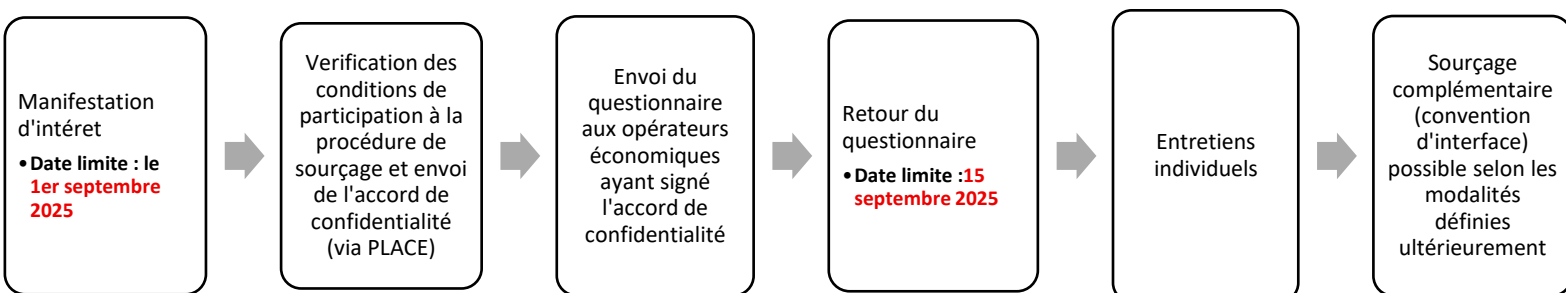 Manifestation
d'intéret
•Date limite : le
1er septembre
2025
Verification des
conditions de
participation à la
procédure de
sourçage et envoi
de l'accord de
confidentialité
(via PLACE)
Envoi du
questionnaire
aux opérateurs
économiques
ayant signé
l'accord de
confidentialité
Retour du
questionnaire
•Date limite :15
septembre 2025
Entretiens
individuels
Sourçage
complémentaire
(convention
d'interface)
possible selon les
modalités
définies
ultérieurement